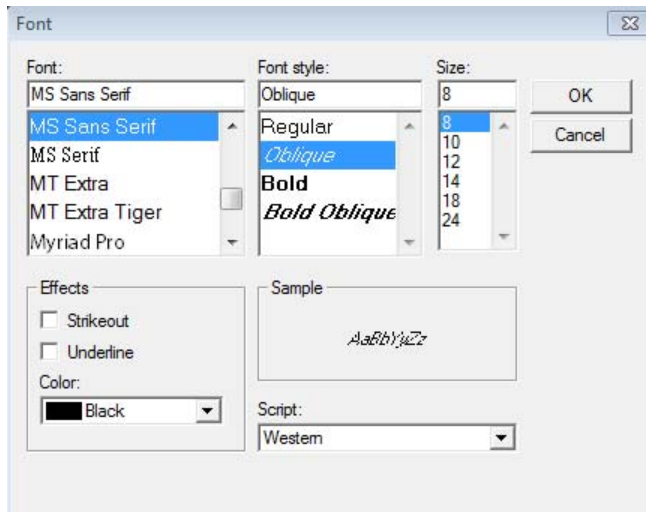 Font
Font:
MS Sans Serif
MS Sans Serif
MS Serif
MT Extra
MT Extra Tiger
Myriad Pro
Font style:
Oblique
Regular
Oblique
Bold
Bold Oblique
Size:
8
8
10
12
14
18
24
OK
Cancel
Effects
Strikeout
Underline
Color:
Black
Sample
AaBbYyZz
Script:
Western